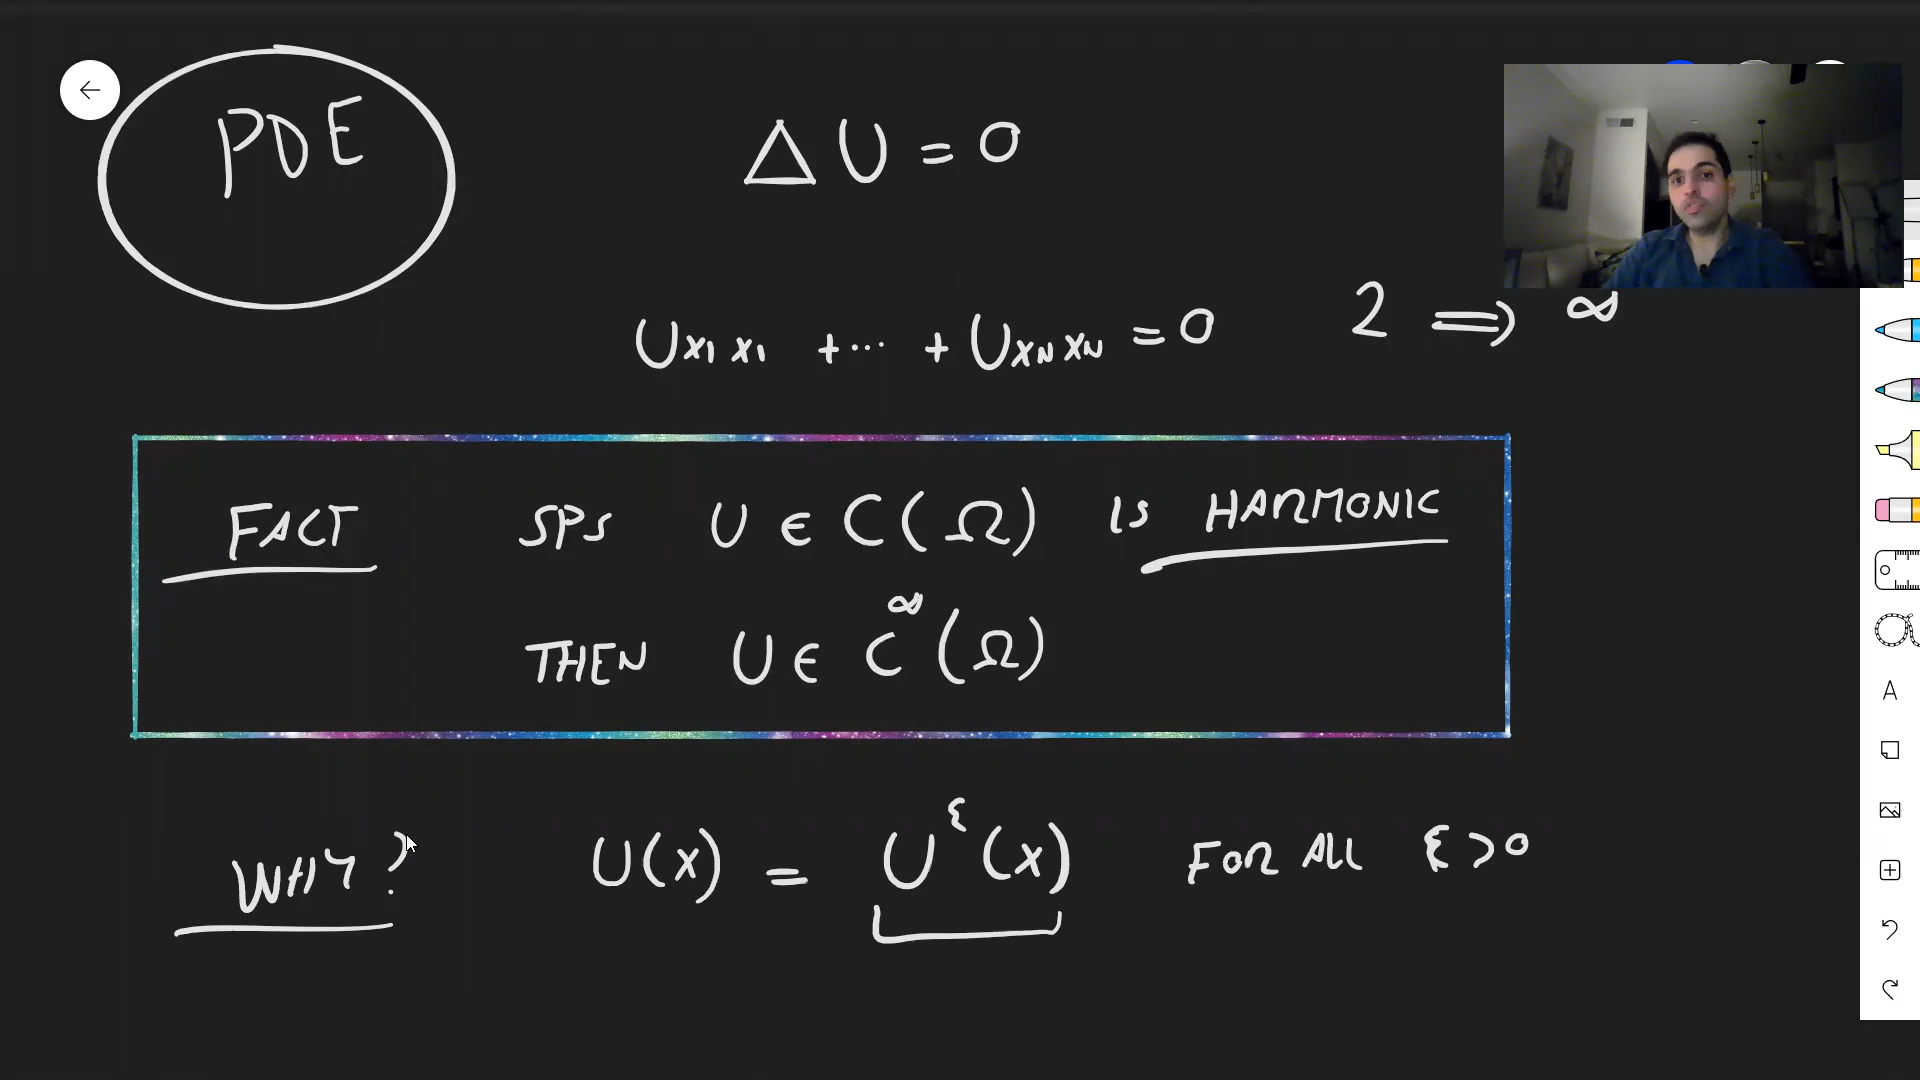 PDE
ΔU = 0
Ux1x1 + ... + UxNxN = 0    2 ⟹ ∞
FACT    SPS U ∈ C(Ω) IS HARMONIC
THEN U ∈ C^∞(Ω)
WHY?    U(x) = U^ε(x)    FOR ALL ε > 0
A